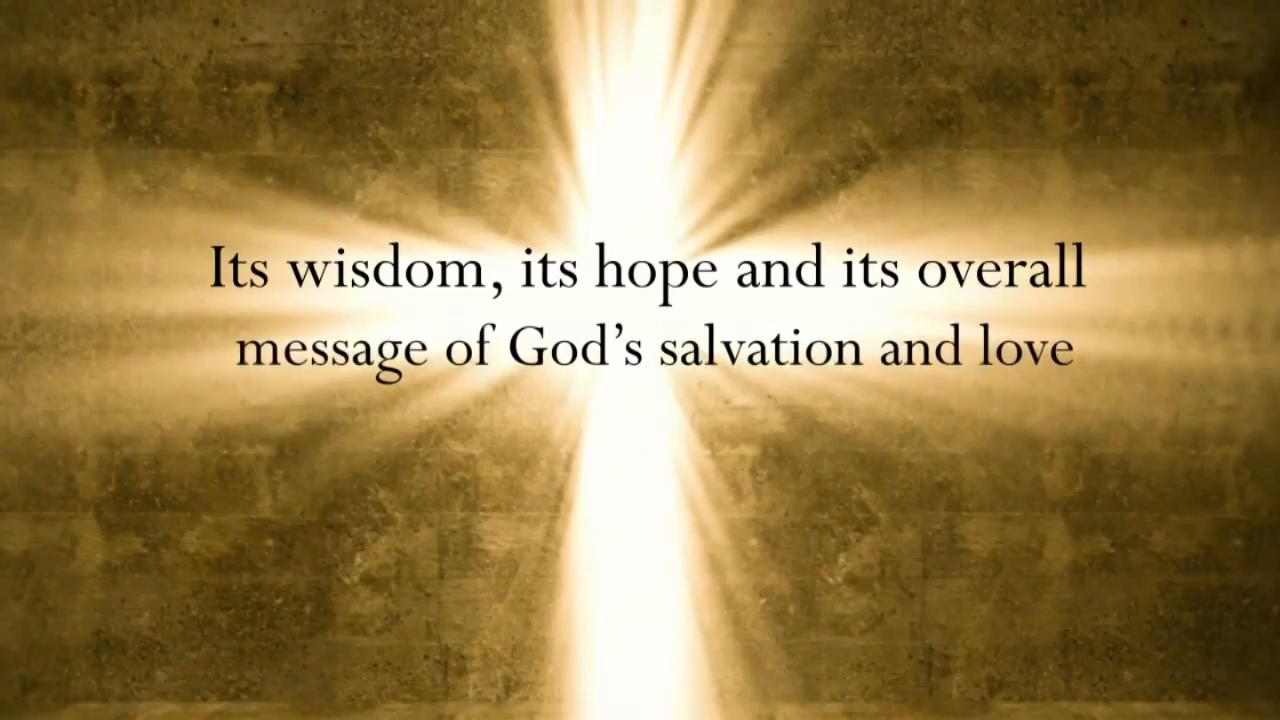 Its wisdom, its hope and its overall
message of God’s salvation and love